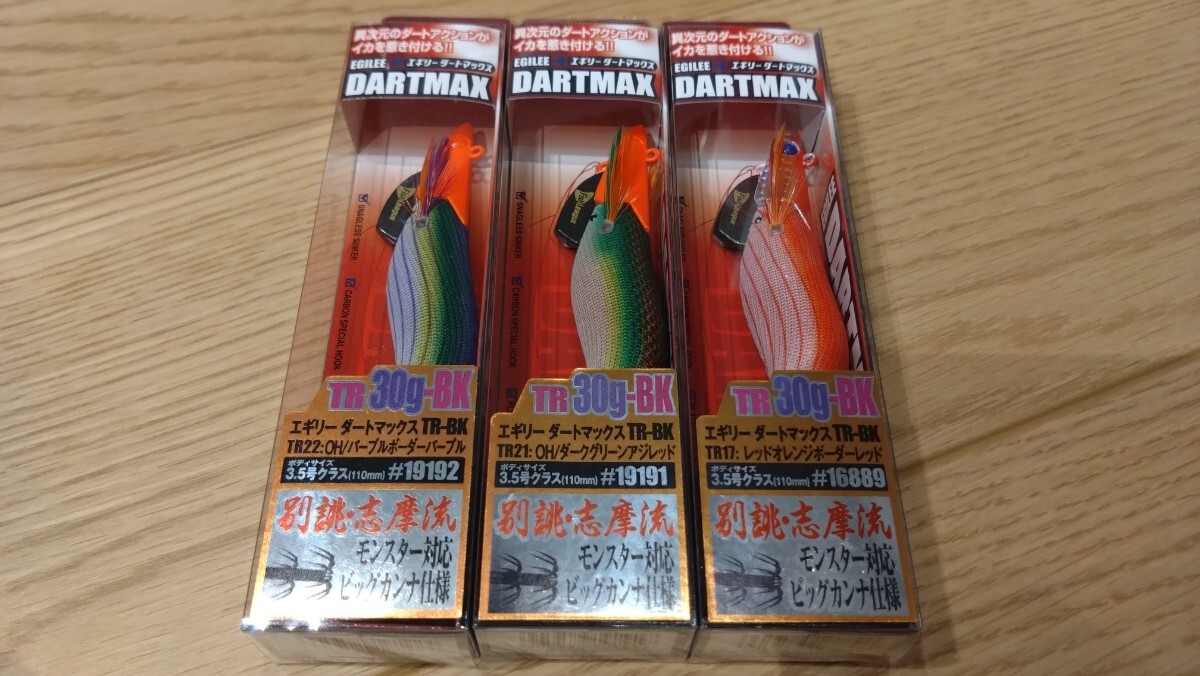 異次元のダートアクションが
イカを惹き付ける!!
EGILEE エギリー ダートマックス
DARTMAX
SNAGLESS SINKER
CARBON SPECIAL HOOK
TR 30g-BK
エギリー ダートマックス TR-BK
TR22:OH/パープルボーダーパープル
ボディサイズ
3.5号クラス(110mm) #19192
別誂・志摩流
モンスター対応
ビッグカンナ仕様
異次元のダートアクションが
イカを惹き付ける!!
EGILEE エギリー ダートマックス
DARTMAX
SNAGLESS SINKER
CARBON SPECIAL HOOK
TR 30g-BK
エギリー ダートマックス TR-BK
TR21:OH/ダークグリーンアジレッド
ボディサイズ
3.5号クラス(110mm) #19191
別誂・志摩流
モンスター対応
ビッグカンナ仕様
異次元のダートアクションが
イカを惹き付ける!!
EGILEE エギリー ダートマックス
DARTMAX
SNAGLESS SINKER
CARBON SPECIAL HOOK
TR 30g-BK
エギリー ダートマックス TR-BK
TR17:レッドオレンジボーダーレッド
ボディサイズ
3.5号クラス(110mm) #16889
別誂・志摩流
モンスター対応
ビッグカンナ仕様